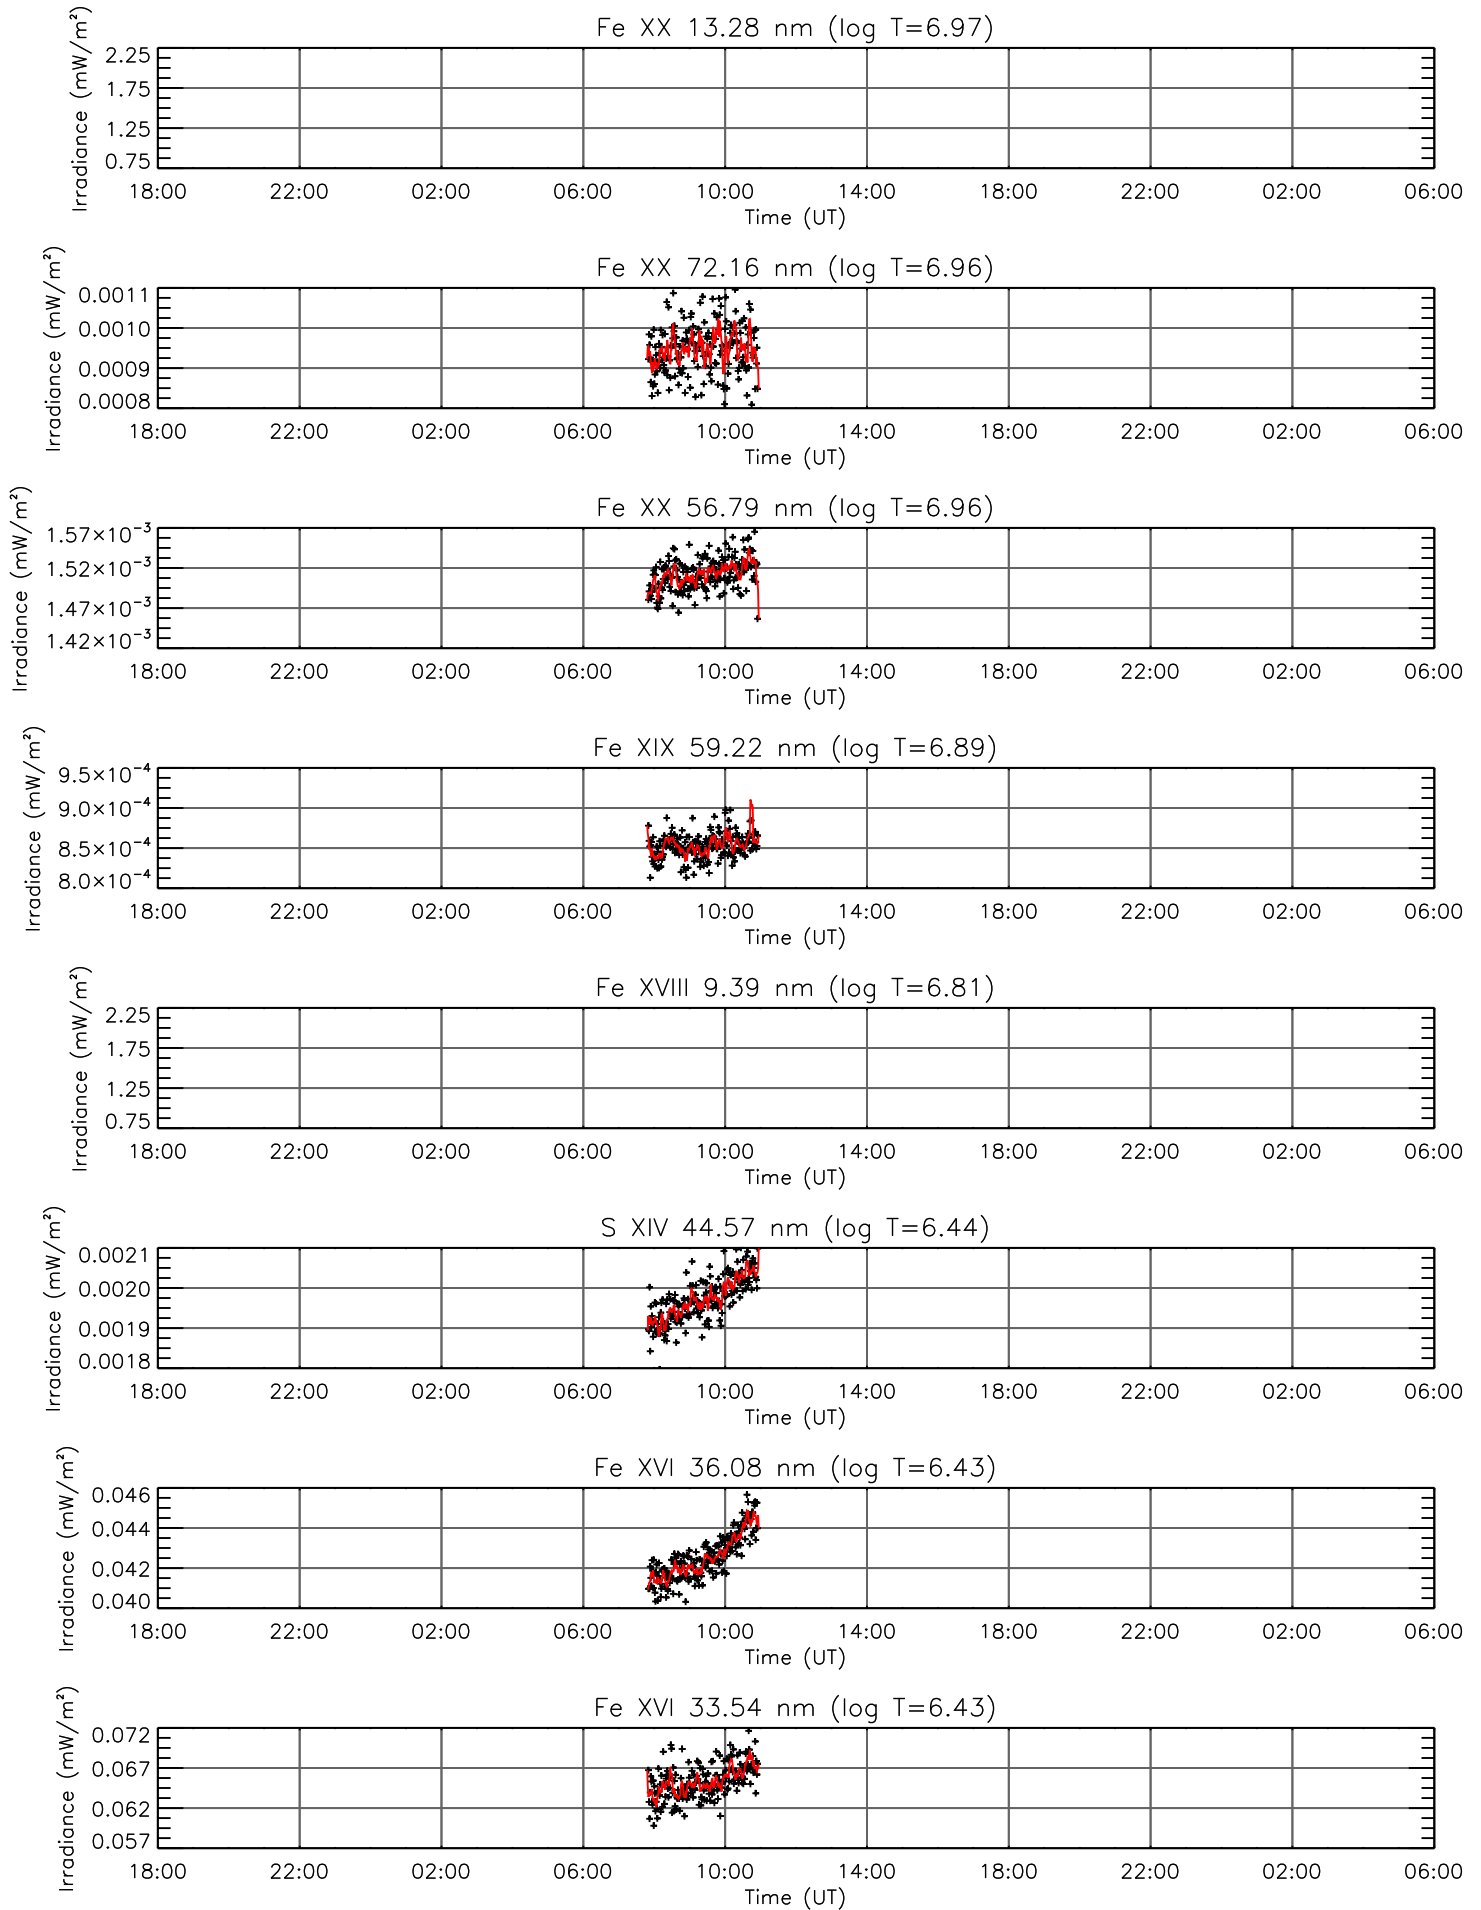 Fe XX 13.28 nm (log T=6.97)
Irradiance (mW/m²)
2.25
1.75
1.25
0.75
18:00 22:00 02:00 06:00 10:00 14:00 18:00 22:00 02:00 06:00
Time (UT)
Fe XX 72.16 nm (log T=6.96)
Irradiance (mW/m²)
0.0011
0.0010
0.0009
0.0008
18:00 22:00 02:00 06:00 10:00 14:00 18:00 22:00 02:00 06:00
Time (UT)
Fe XX 56.79 nm (log T=6.96)
Irradiance (mW/m²)
1.57×10⁻³
1.52×10⁻³
1.47×10⁻³
1.42×10⁻³
18:00 22:00 02:00 06:00 10:00 14:00 18:00 22:00 02:00 06:00
Time (UT)
Fe XIX 59.22 nm (log T=6.89)
Irradiance (mW/m²)
9.5×10⁻⁴
9.0×10⁻⁴
8.5×10⁻⁴
8.0×10⁻⁴
18:00 22:00 02:00 06:00 10:00 14:00 18:00 22:00 02:00 06:00
Time (UT)
Fe XVIII 9.39 nm (log T=6.81)
Irradiance (mW/m²)
2.25
1.75
1.25
0.75
18:00 22:00 02:00 06:00 10:00 14:00 18:00 22:00 02:00 06:00
Time (UT)
S XIV 44.57 nm (log T=6.44)
Irradiance (mW/m²)
0.0021
0.0020
0.0019
0.0018
18:00 22:00 02:00 06:00 10:00 14:00 18:00 22:00 02:00 06:00
Time (UT)
Fe XVI 36.08 nm (log T=6.43)
Irradiance (mW/m²)
0.046
0.044
0.042
0.040
18:00 22:00 02:00 06:00 10:00 14:00 18:00 22:00 02:00 06:00
Time (UT)
Fe XVI 33.54 nm (log T=6.43)
Irradiance (mW/m²)
0.072
0.067
0.062
0.057
18:00 22:00 02:00 06:00 10:00 14:00 18:00 22:00 02:00 06:00
Time (UT)